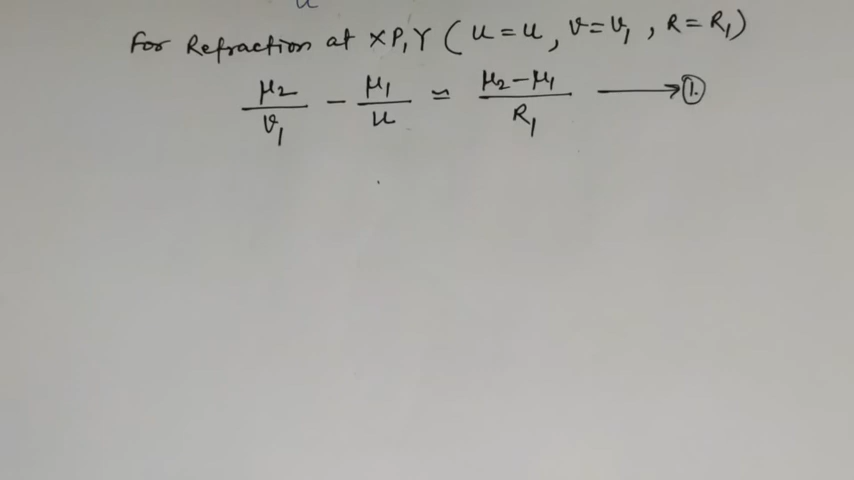 u
For Refraction at XP₁Y (u=u, v=v₁, R=R₁)
μ₂/v₁ − μ₁/u = (μ₂−μ₁)/R₁ ⟶ ①.